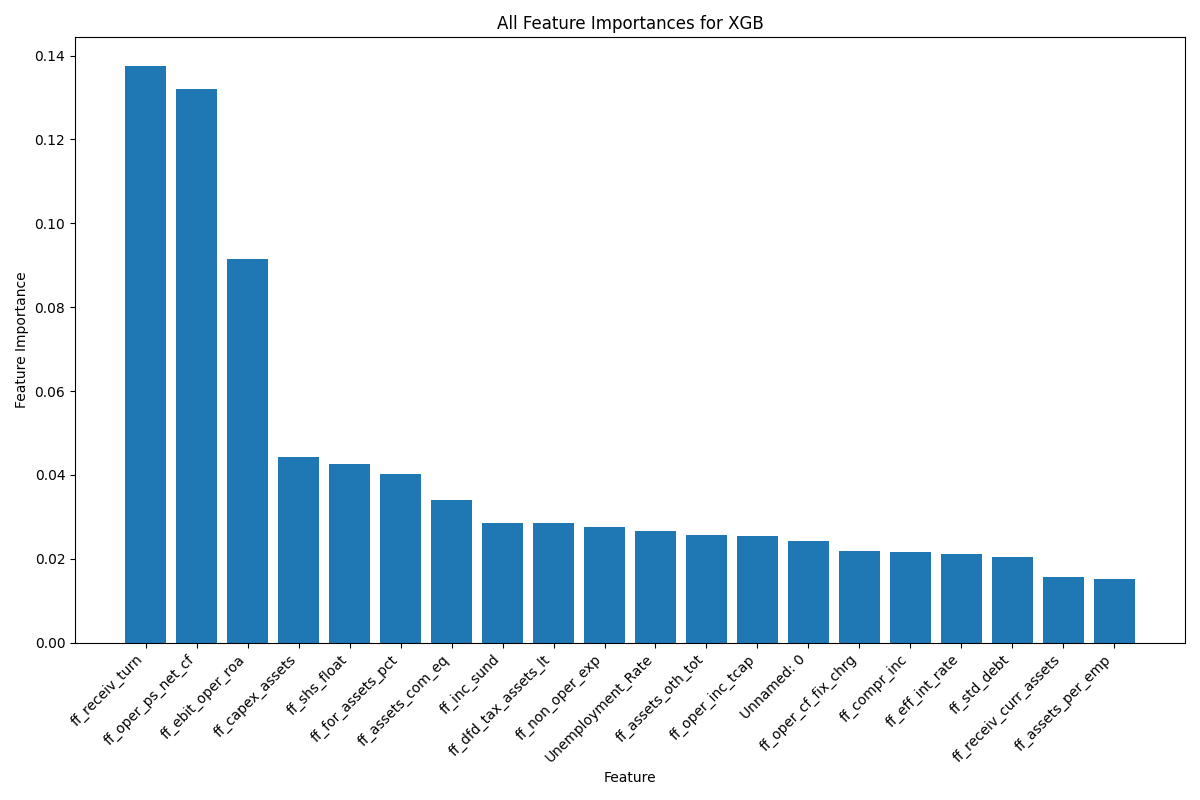 All Feature Importances for XGB
Feature Importance
0.14
0.12
0.10
0.08
0.06
0.04
0.02
0.00
ff_receiv_turn
ff_oper_ps_net_cf
ff_ebit_oper_roa
ff_capex_assets
ff_shs_float
ff_for_assets_pct
ff_assets_com_eq
ff_inc_sund
ff_dfd_tax_assets_lt
ff_non_oper_exp
Unemployment_Rate
ff_assets_oth_tot
ff_oper_inc_tcap
Unnamed: 0
ff_oper_cf_fix_chrg
ff_compr_inc
ff_eff_int_rate
ff_std_debt
ff_receiv_curr_assets
ff_assets_per_emp
Feature